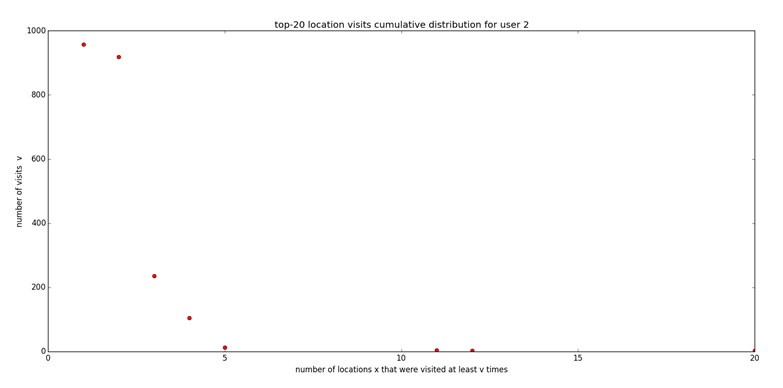 top-20 location visits cumulative distribution for user 2
1000
800
600
400
200
0
number of visits  v
0 5 10 15 20
number of locations x that were visited at least v times